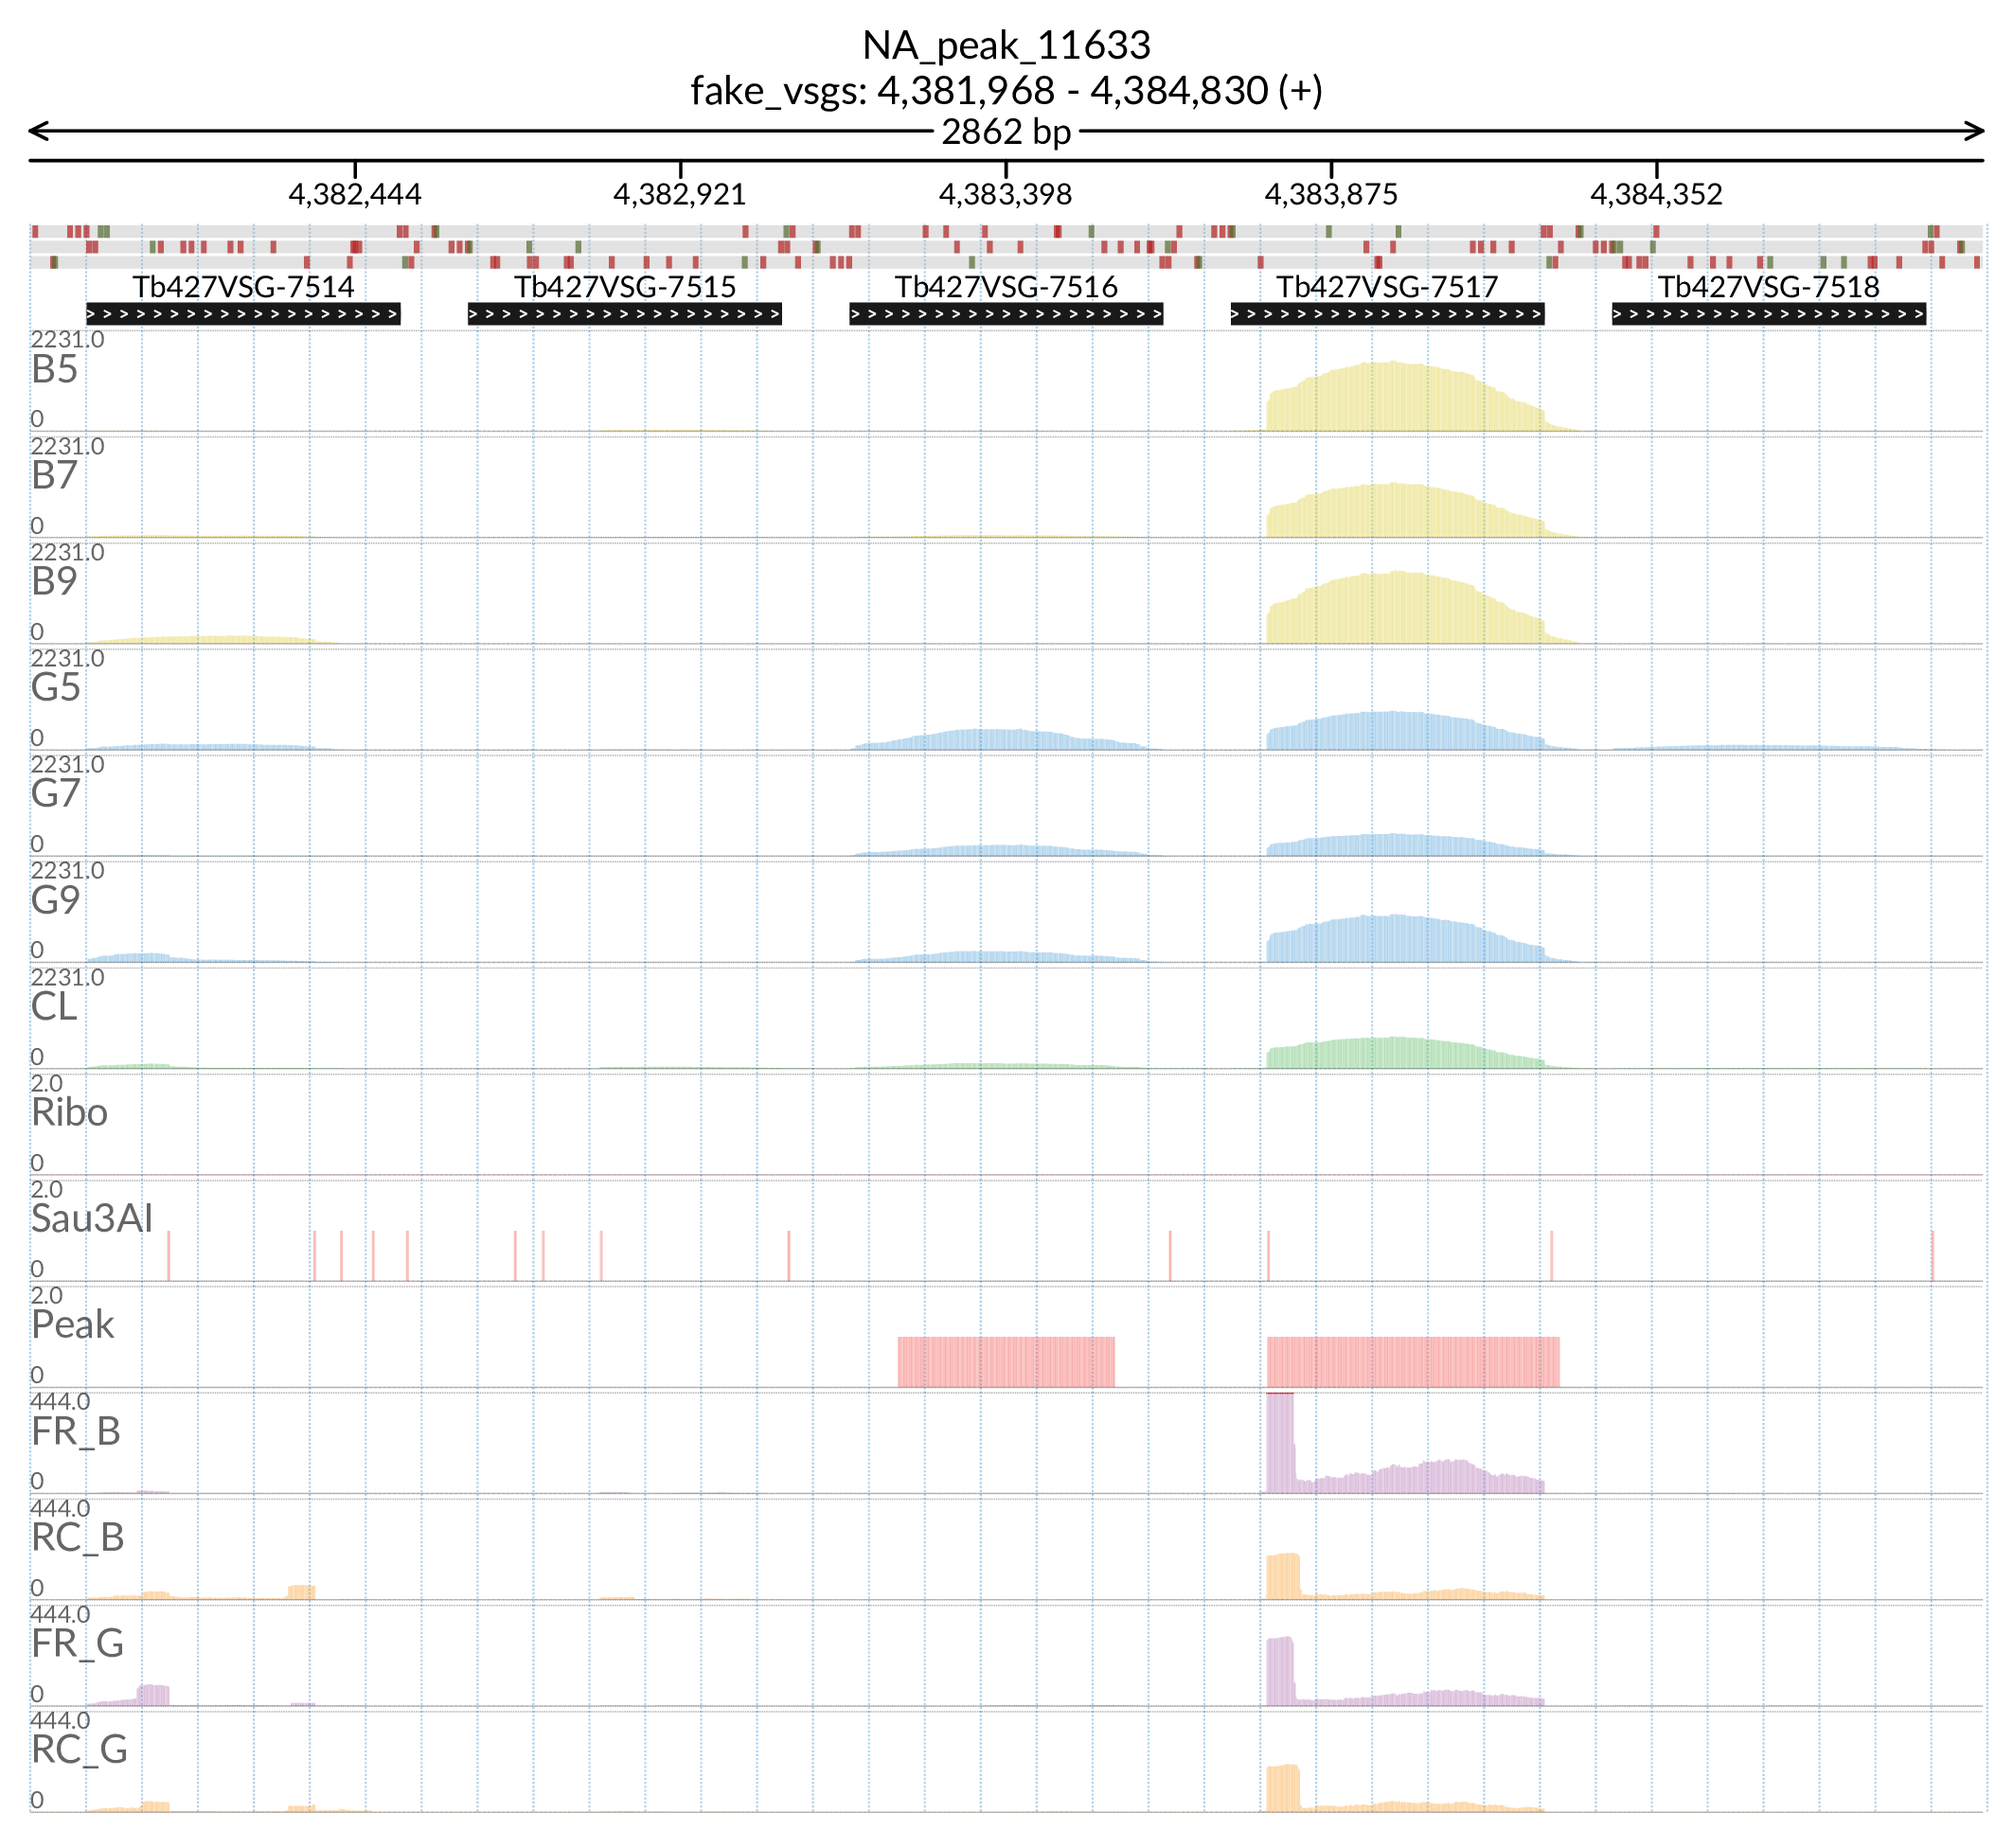 NA_peak_11633
fake_vsgs: 4,381,968 - 4,384,830 (+)
2862 bp
4,382,444 4,382,921 4,383,398 4,383,875 4,384,352
Tb427VSG-7514 Tb427VSG-7515 Tb427VSG-7516 Tb427VSG-7517 Tb427VSG-7518
2231.0
B5
0
2231.0
B7
0
2231.0
B9
0
2231.0
G5
0
2231.0
G7
0
2231.0
G9
0
2231.0
CL
0
2.0
Ribo
0
2.0
Sau3AI
0
2.0
Peak
0
444.0
FR_B
0
444.0
RC_B
0
444.0
FR_G
0
444.0
RC_G
0